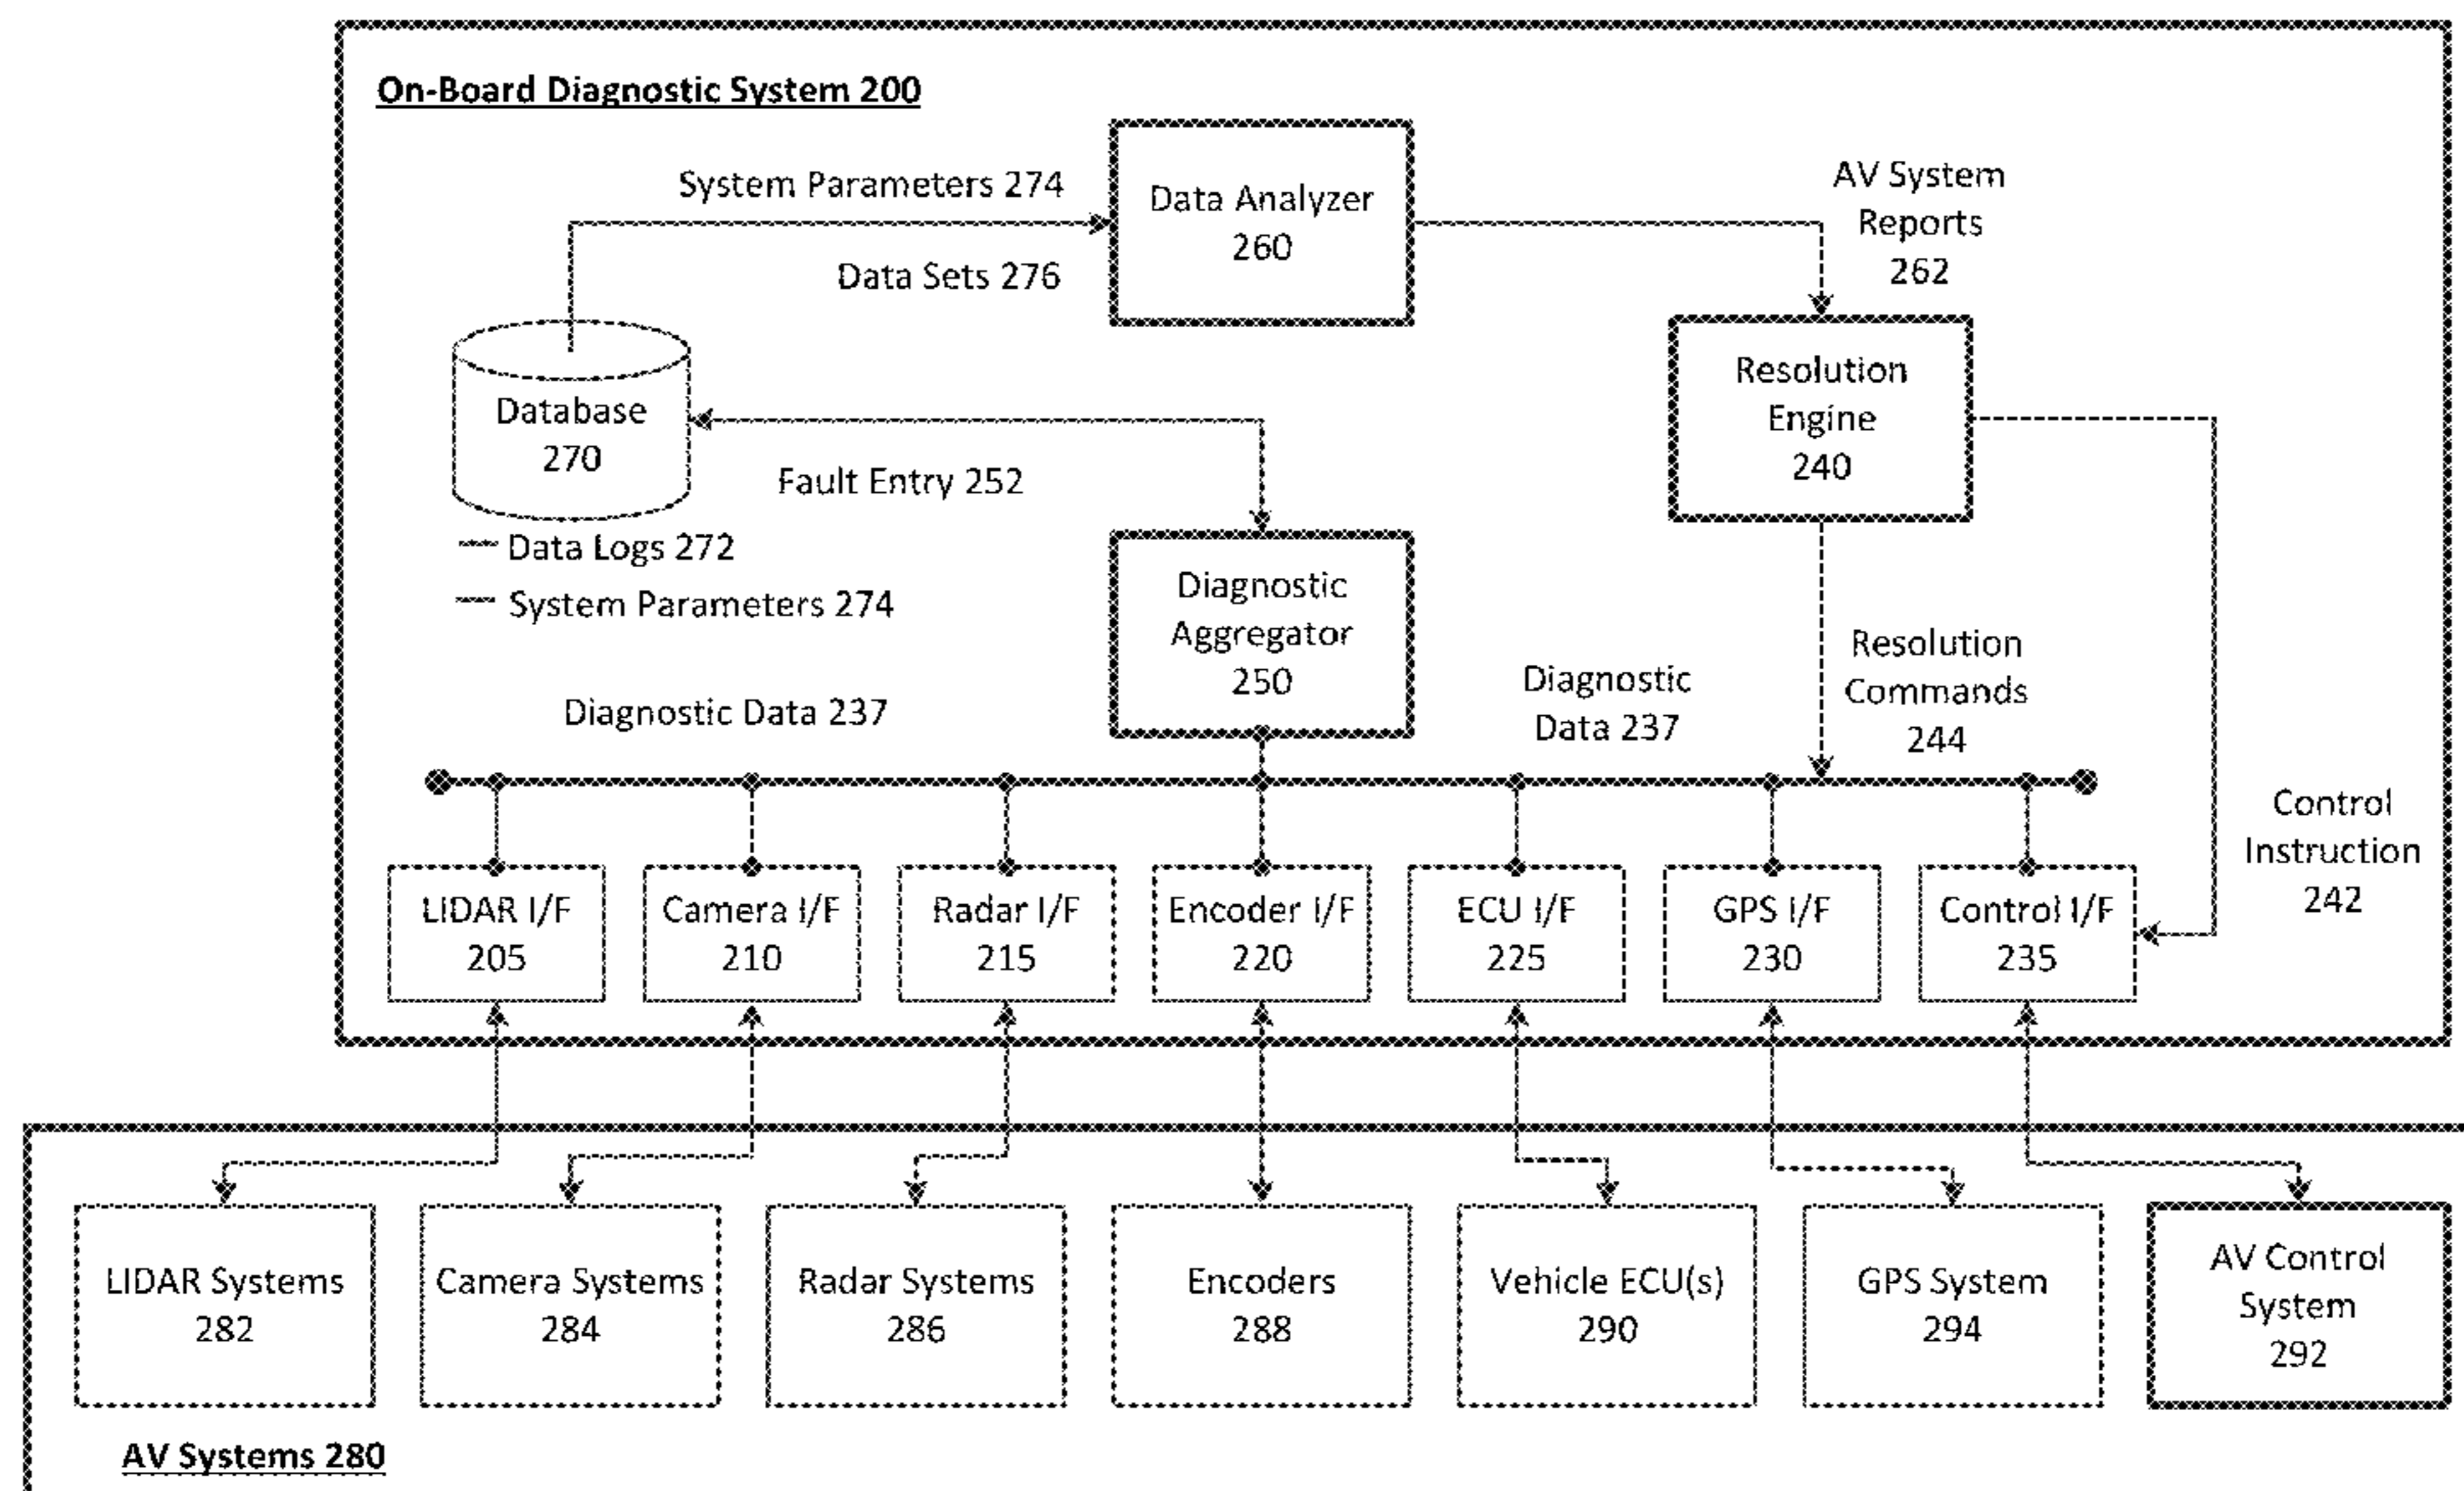 On-Board Diagnostic System 200
System Parameters 274
Data Sets 276
Data Analyzer
260
AV System
Reports
262
Database
270
Data Logs 272
System Parameters 274
Fault Entry 252
Resolution
Engine
240
Diagnostic
Aggregator
250
Diagnostic Data 237
Diagnostic
Data 237
Resolution
Commands
244
Control
Instruction
242
LIDAR I/F
205
Camera I/F
210
Radar I/F
215
Encoder I/F
220
ECU I/F
225
GPS I/F
230
Control I/F
235
LIDAR Systems
282
Camera Systems
284
Radar Systems
286
Encoders
288
Vehicle ECU(s)
290
GPS System
294
AV Control
System
292
AV Systems 280